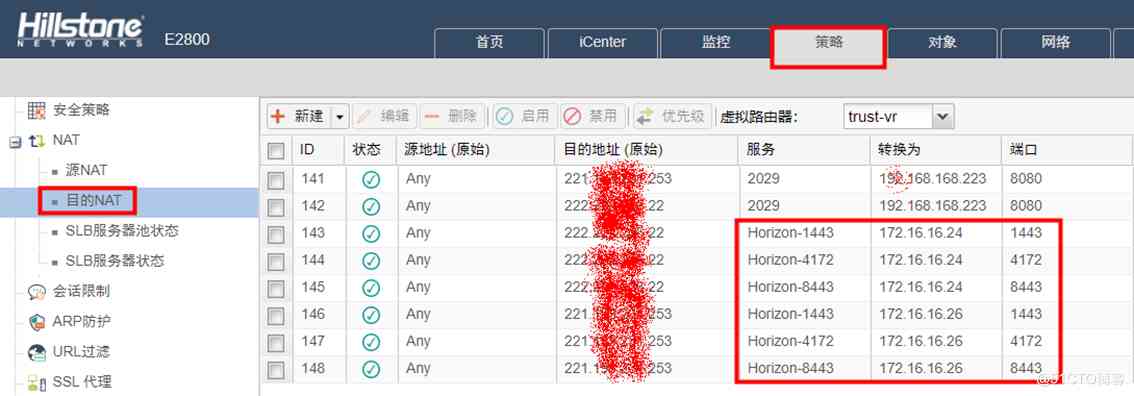 Hillstone
NETWORKS E2800
首页 iCenter 监控 策略 对象 网络
安全策略
NAT
源NAT
目的NAT
SLB服务器池状态
SLB服务器状态
会话限制
ARP防护
URL过滤
SSL 代理
新建 编辑 删除 启用 禁用 优先级 虚拟路由器: trust-vr
ID 状态 源地址 (原始) 目的地址 (原始) 服务 转换为 端口
141 Any 221. 253 2029 192.168.168.223 8080
142 Any 222. 22 2029 192.168.168.223 8080
143 Any 222. 22 Horizon-1443 172.16.16.24 1443
144 Any 222. 22 Horizon-4172 172.16.16.24 4172
145 Any 222. 22 Horizon-8443 172.16.16.24 8443
146 Any 221. 253 Horizon-1443 172.16.16.26 1443
147 Any 221. 253 Horizon-4172 172.16.16.26 4172
148 Any 221. 253 Horizon-8443 172.16.16.26 8443
@51CTO博客